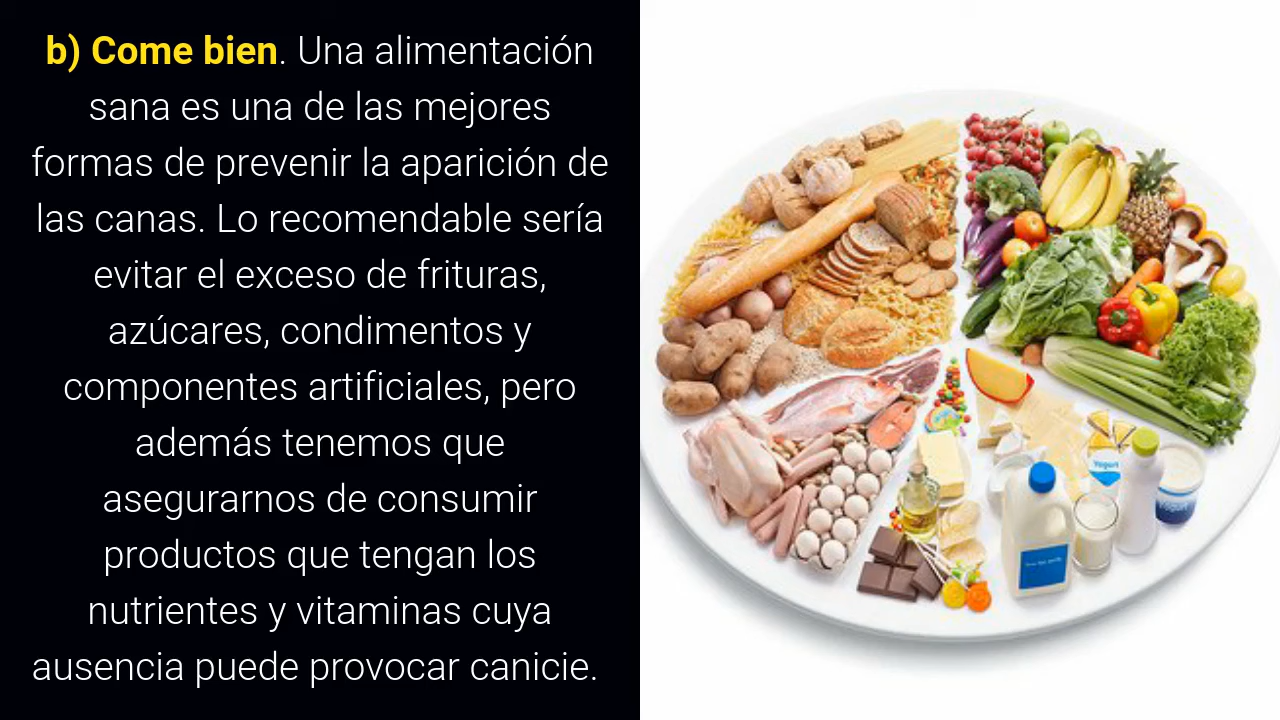 b) Come bien. Una alimentación
sana es una de las mejores
formas de prevenir la aparición de
las canas. Lo recomendable sería
evitar el exceso de frituras,
azúcares, condimentos y
componentes artificiales, pero
además tenemos que
asegurarnos de consumir
productos que tengan los
nutrientes y vitaminas cuya
ausencia puede provocar canicie.
Yogurt
Yogurt